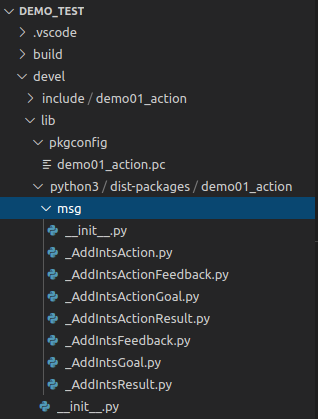 DEMO_TEST
.vscode
build
devel
include / demo01_action
lib
pkgconfig
demo01_action.pc
python3 / dist-packages / demo01_action
msg
__init__.py
_AddIntsAction.py
_AddIntsActionFeedback.py
_AddIntsActionGoal.py
_AddIntsActionResult.py
_AddIntsFeedback.py
_AddIntsGoal.py
_AddIntsResult.py
__init__.py